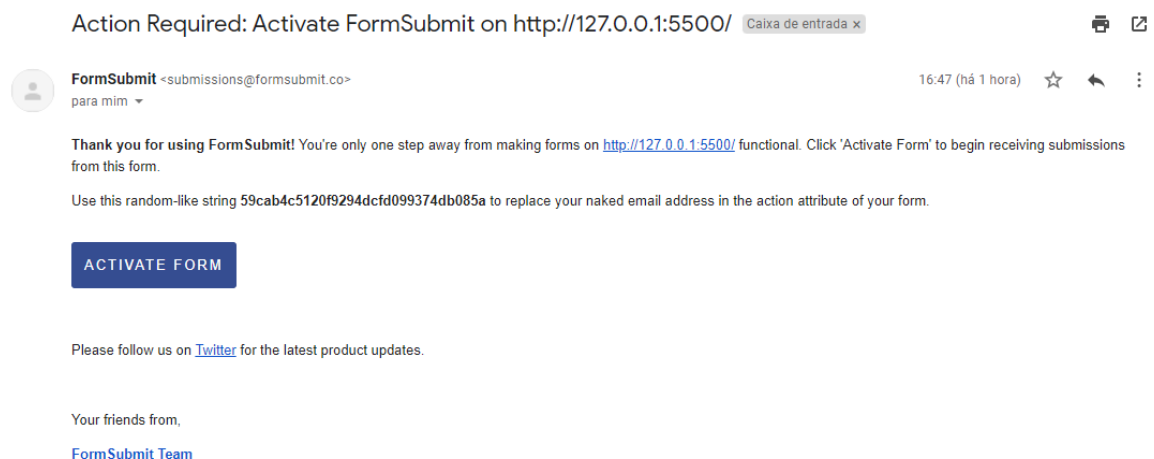 Action Required: Activate FormSubmit on http://127.0.0.1:5500/ Caixa de entrada x
FormSubmit <submissions@formsubmit.co> 16:47 (há 1 hora)
para mim
Thank you for using FormSubmit! You're only one step away from making forms on http://127.0.0.1:5500/ functional. Click 'Activate Form' to begin receiving submissions
from this form.
Use this random-like string 59cab4c5120f9294dcfd099374db085a to replace your naked email address in the action attribute of your form.
ACTIVATE FORM
Please follow us on Twitter for the latest product updates.
Your friends from,
FormSubmit Team